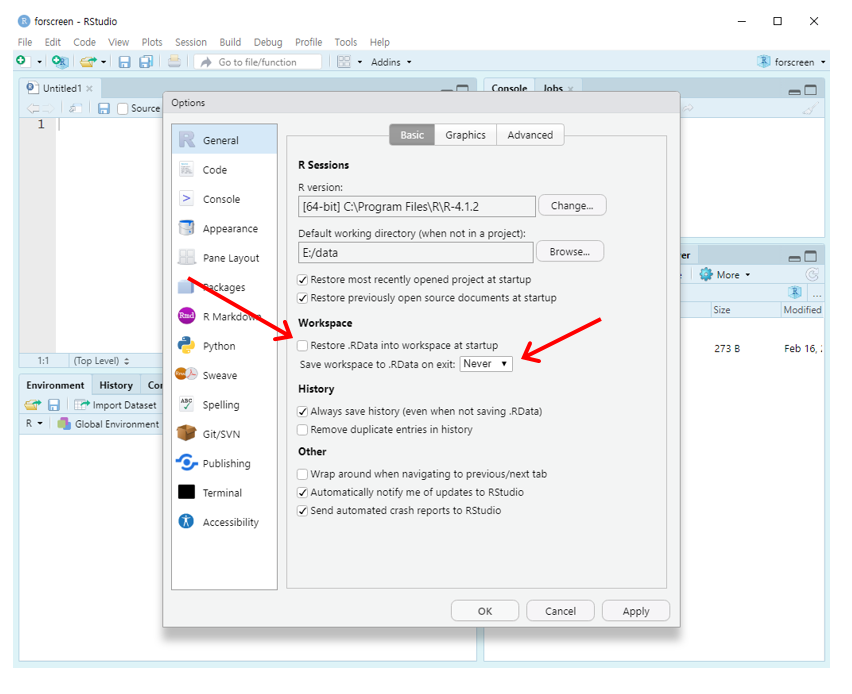 forscreen - RStudio
File Edit Code View Plots Session Build Debug Profile Tools Help
Go to file/function Addins forscreen
Untitled1
Source
1
1:1 (Top Level)
Environment History
Import Dataset
R Global Environment
Console Jobs
More
Size Modified
273 B Feb 16,
Options
General
Code
Console
Appearance
Pane Layout
Packages
R Markdown
Python
Sweave
Spelling
Git/SVN
Publishing
Terminal
Accessibility
Basic Graphics Advanced
R Sessions
R version:
[64-bit] C:\Program Files\R\R-4.1.2 Change...
Default working directory (when not in a project):
E:/data Browse...
Restore most recently opened project at startup
Restore previously open source documents at startup
Workspace
Restore .RData into workspace at startup
Save workspace to .RData on exit: Never
History
Always save history (even when not saving .RData)
Remove duplicate entries in history
Other
Wrap around when navigating to previous/next tab
Automatically notify me of updates to RStudio
Send automated crash reports to RStudio
OK Cancel Apply